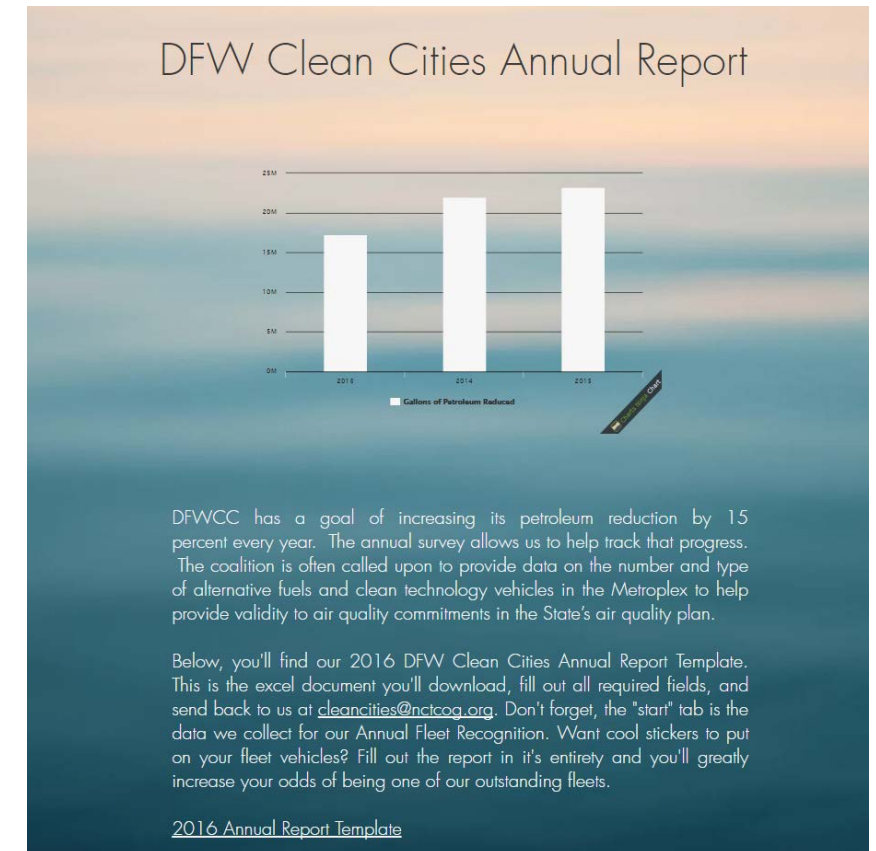 DFW Clean Cities Annual Report
25M
20M
15M
10M
5M
0M
2013
2014
2015
Gallons of Petroleum Reduced
Charts Ninja Chart
DFWCC has a goal of increasing its petroleum reduction by 15
percent every year. The annual survey allows us to help track that progress.
The coalition is often called upon to provide data on the number and type
of alternative fuels and clean technology vehicles in the Metroplex to help
provide validity to air quality commitments in the State's air quality plan.
Below, you'll find our 2016 DFW Clean Cities Annual Report Template.
This is the excel document you'll download, fill out all required fields, and
send back to us at cleancities@nctcog.org. Don't forget, the "start" tab is the
data we collect for our Annual Fleet Recognition. Want cool stickers to put
on your fleet vehicles? Fill out the report in it's entirety and you'll greatly
increase your odds of being one of our outstanding fleets.
2016 Annual Report Template